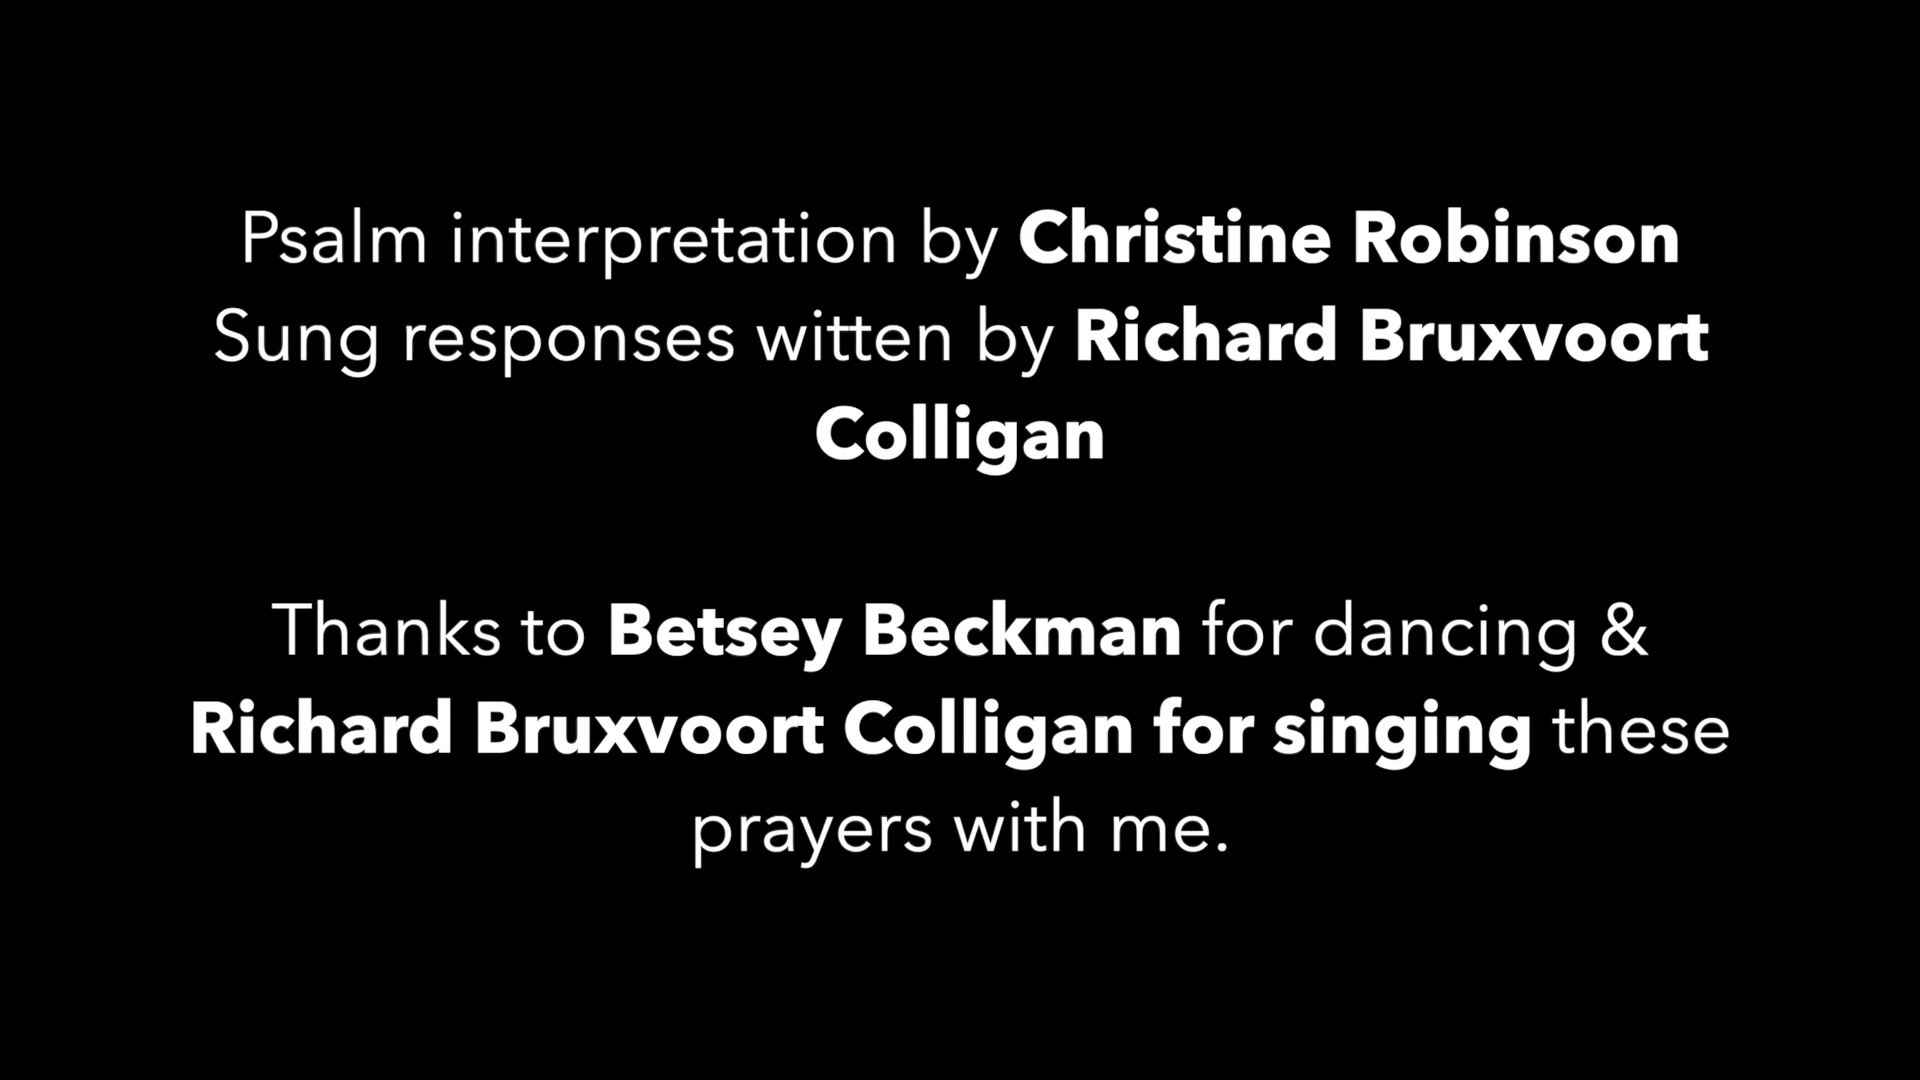 Psalm interpretation by Christine Robinson
Sung responses witten by Richard Bruxvoort
Colligan
Thanks to Betsey Beckman for dancing &
Richard Bruxvoort Colligan for singing these
prayers with me.